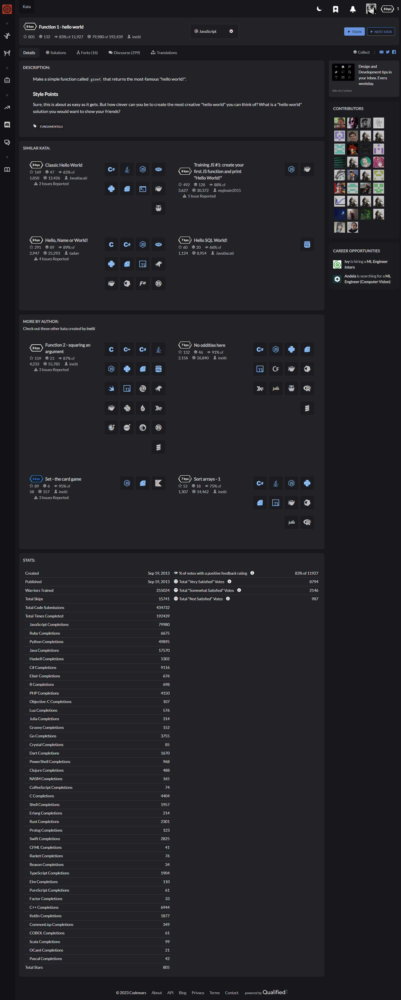 Kata
8 kyu 1
8 kyu Function 1 - hello world
805 132 83% of 11,927 79,980 of 192,439 ineiti
JavaScript
TRAIN NEXT KATA
Details Solutions Forks (16) Discourse (299) Translations
Collect |
DESCRIPTION:
Make a simple function called greet that returns the most-famous "hello world!".
Style Points
Sure, this is about as easy as it gets. But how clever can you be to create the most creative "hello world" you can think of? What is a "hello world"
solution you would want to show your friends?
FUNDAMENTALS
Design and
Development tips in
your inbox. Every
weekday.
Ads via Carbon
CONTRIBUTORS
CAREER OPPORTUNITIES
Ivy is hiring a ML Engineer
Intern
Andela is searching for a ML
Engineer (Computer Vision)
SIMILAR KATA:
8 kyu Classic Hello World
169 47 65% of
1,850 12,426 Javatlacati
2 Issues Reported
C# JS php
8 kyu
Training JS #1: create your
first JS function and print
"Hello World!"
492 128 88% of
3,627 30,372 myjinxin2015
1 Issue Reported
JS
8 kyu Hello, Name or World!
291 89 89% of
2,947 25,293 tadan
4 Issues Reported
C C# JS php
TS
F#
7 kyu Hello SQL World!
60 20 66% of
1,124 8,954 Javatlacati
SQL
MORE BY AUTHOR:
Check out these other kata created by ineiti
8 kyu
Function 2 - squaring an
argument
159 23 87% of
4,233 55,785 ineiti
3 Issues Reported
C C++ C#
JS SQL
TS
7 kyu No oddities here
132 46 91% of
2,156 26,840 ineiti
C# JS
TS CF
julia R
4 kyu Set - the card game
89 6 95% of
58 157 ineiti
3 Issues Reported
JS
7 kyu Sort arrays - 1
52 18 75% of
1,307 14,462 ineiti
C# JS
TS
julia R
STATS:
Created Sep 19, 2013
Published Sep 19, 2013
Warriors Trained 255024
Total Skips 15741
Total Code Submissions 434732
Total Times Completed 192439
JavaScript Completions 79980
Ruby Completions 6675
Python Completions 49895
Java Completions 17570
Haskell Completions 1302
C# Completions 9116
Elixir Completions 676
R Completions 698
PHP Completions 4150
Objective-C Completions 107
Lua Completions 576
Julia Completions 314
Groovy Completions 152
Go Completions 3755
Crystal Completions 85
Dart Completions 1670
PowerShell Completions 968
Clojure Completions 488
NASM Completions 165
CoffeeScript Completions 74
C Completions 4404
Shell Completions 1957
Erlang Completions 214
Rust Completions 2301
Prolog Completions 123
Swift Completions 2825
CFML Completions 41
Racket Completions 76
Reason Completions 34
TypeScript Completions 1904
Elm Completions 110
PureScript Completions 61
Factor Completions 33
C++ Completions 6944
Kotlin Completions 1877
CommonLisp Completions 349
COBOL Completions 61
Scala Completions 99
OCaml Completions 21
Pascal Completions 42
Total Stars 805
% of votes with a positive feedback rating 83% of 11927
Total "Very Satisfied" Votes 8794
Total "Somewhat Satisfied" Votes 2146
Total "Not Satisfied" Votes 987
© 2023 Codewars About API Blog Privacy Terms Contact powered by Qualified